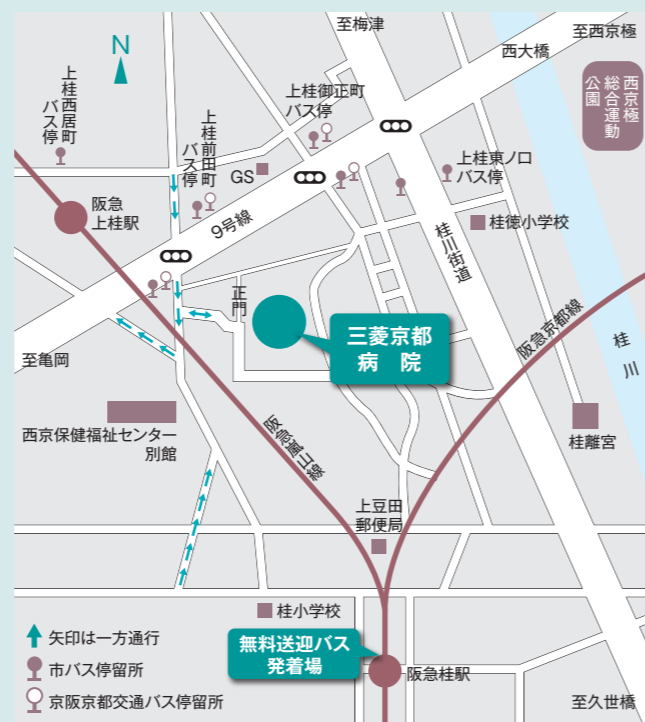 至梅津
至西京極
西大橋
N
上桂御正町
バス停
西京極
総合運動
公園
上桂西居町
バス停
上桂前田町
バス停
GS
上桂東ノ口
バス停
阪急
上桂駅
9号線
桂徳小学校
桂川街道
正門
三菱京都
病 院
阪急京都線
桂川
至亀岡
西京保健福祉センター
別館
桂離宮
阪急嵐山線
上豆田
郵便局
桂小学校
矢印は一方通行
無料送迎バス
発着場
市バス停留所
阪急桂駅
京阪京都交通バス停留所
至久世橋